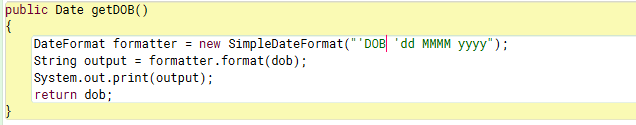 public Date getDOB()
{
DateFormat formatter = new SimpleDateFormat("'DOB 'dd MMMM yyyy");
String output = formatter.format(dob);
System.out.print(output);
return dob;
}